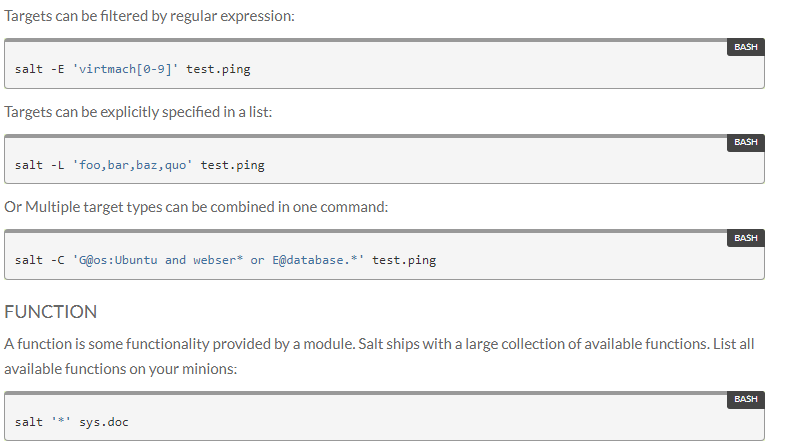 Targets can be filtered by regular expression:
BASH
salt -E 'virtmach[0-9]' test.ping
Targets can be explicitly specified in a list:
BASH
salt -L 'foo,bar,baz,quo' test.ping
Or Multiple target types can be combined in one command:
BASH
salt -C 'G@os:Ubuntu and webser* or E@database.*' test.ping
FUNCTION
A function is some functionality provided by a module. Salt ships with a large collection of available functions. List all
available functions on your minions:
BASH
salt '*' sys.doc